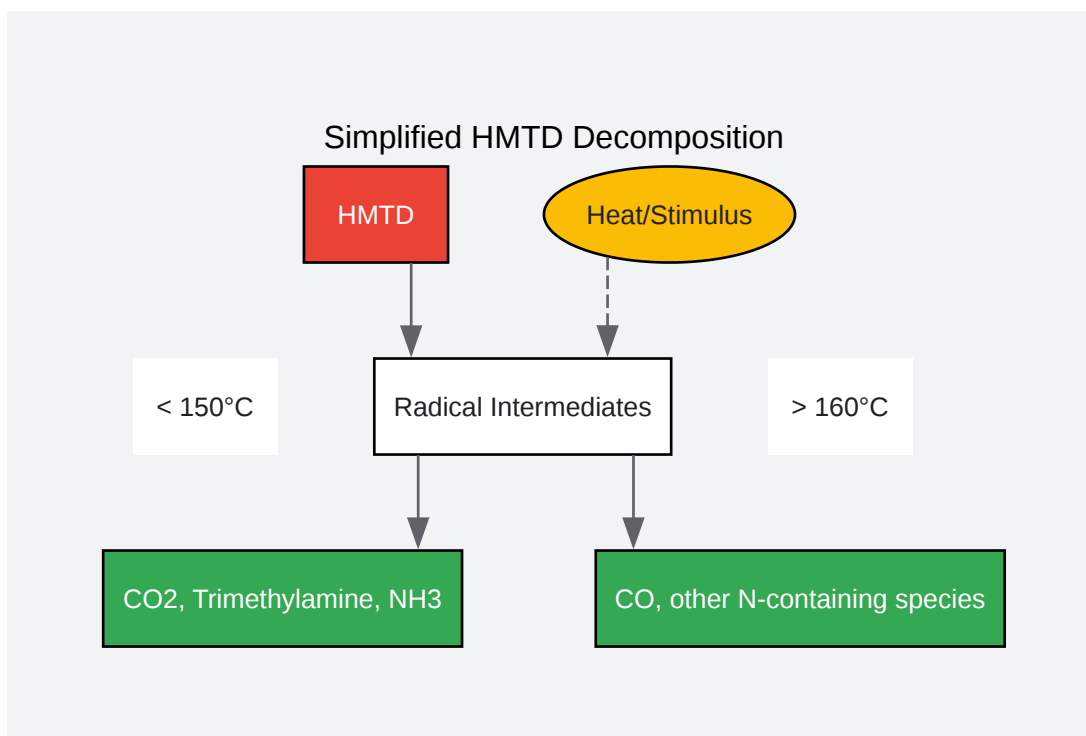 Simplified HMTD Decomposition
HMTD
Heat/Stimulus
< 150°C
Radical Intermediates
> 160°C
CO2, Trimethylamine, NH3
CO, other N-containing species